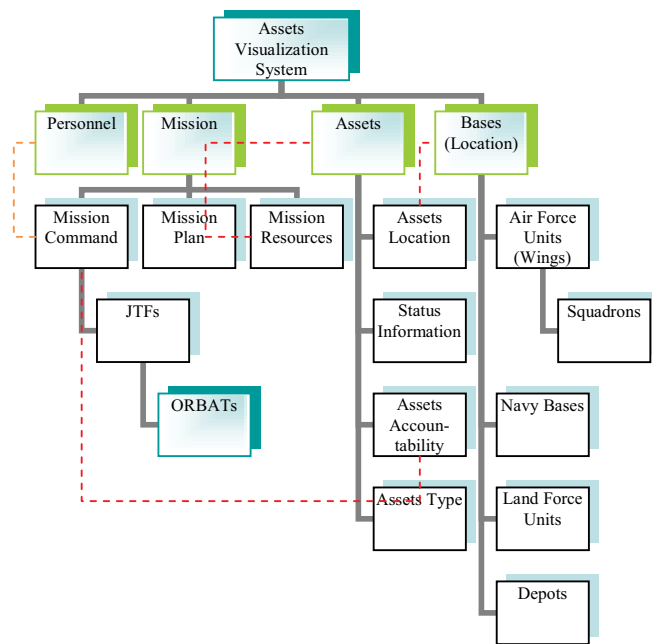 Assets
Visualization
System
Personnel
Mission
Assets
Bases
(Location)
Mission
Command
Mission
Plan
Mission
Resources
Assets
Location
Air Force
Units
(Wings)
JTFs
Status
Information
Squadrons
ORBATs
Assets
Accoun-
tability
Navy Bases
Assets Type
Land Force
Units
Depots